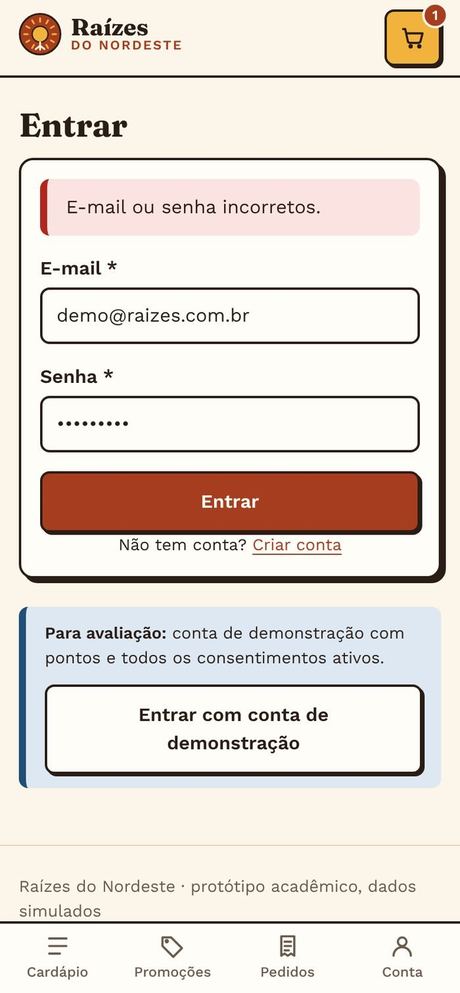 Raízes
DO NORDESTE
1
Entrar
E-mail ou senha incorretos.
E-mail *
demo@raizes.com.br
Senha *
•••••••••
Entrar
Não tem conta? Criar conta
Para avaliação: conta de demonstração com
pontos e todos os consentimentos ativos.
Entrar com conta de
demonstração
Raízes do Nordeste · protótipo acadêmico, dados
simulados
Cardápio
Promoções
Pedidos
Conta